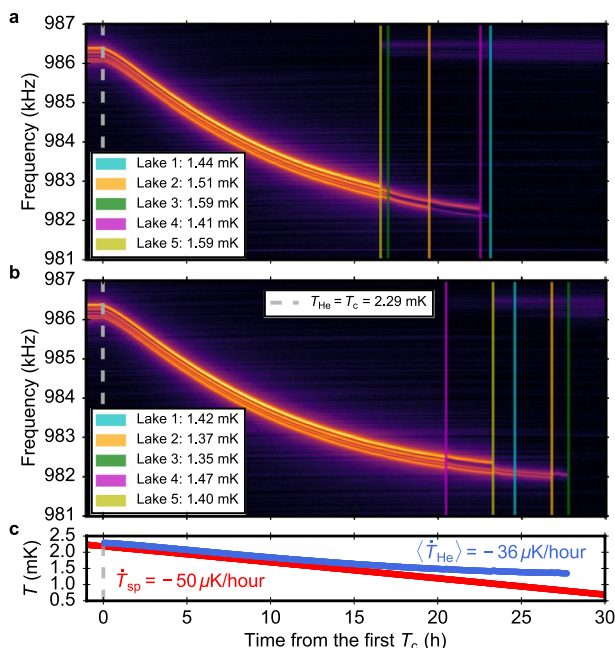 a
987
986
985
984
983
982
981
Frequency (kHz)
Lake 1: 1.44 mK
Lake 2: 1.51 mK
Lake 3: 1.59 mK
Lake 4: 1.41 mK
Lake 5: 1.59 mK
b
987
986
985
984
983
982
981
Frequency (kHz)
T_He = T_c = 2.29 mK
Lake 1: 1.42 mK
Lake 2: 1.37 mK
Lake 3: 1.35 mK
Lake 4: 1.47 mK
Lake 5: 1.40 mK
c
2.5
2.0
1.5
1.0
0.5
T (mK)
⟨Ṫ_He⟩ = −36 μK/hour
Ṫ_sp = −50 μK/hour
0 5 10 15 20 25 30
Time from the first T_c (h)